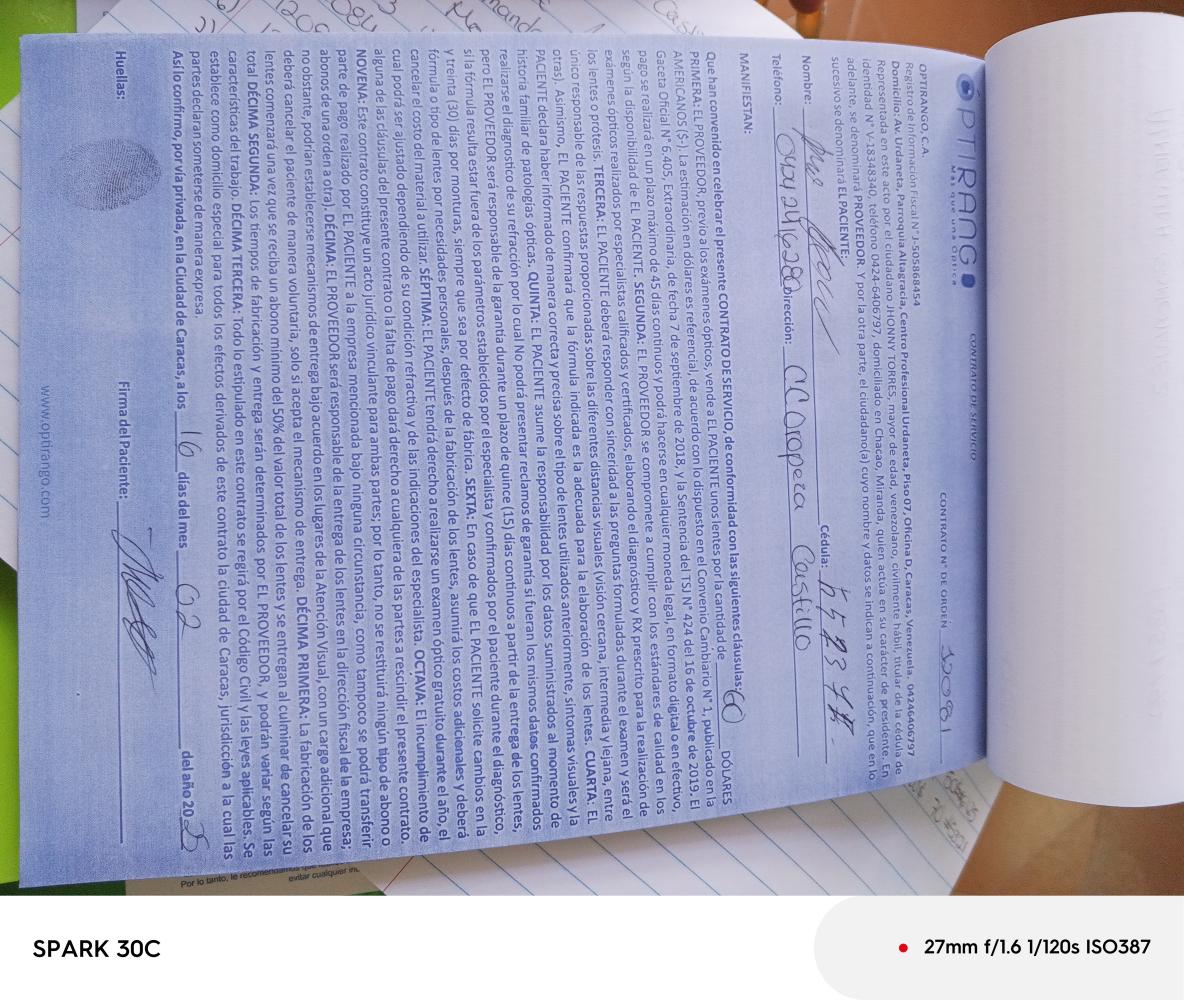 CONTRATO DE SERVICIO
OPTIRANGO
Más que una Óptica
CONTRATO N° DE ORDEN
OPTIRANGO, C.A.
Registro de Información Fiscal N° J-505868454
Domicilio: Av. Urdaneta, Parroquia Altagracia, Centro Profesional Urdaneta, Piso 07, Oficina D, Caracas, Venezuela. 04246406797
Representada en este acto por el ciudadano JHONNY TORRES, mayor de edad, venezolano, civilmente hábil, titular de la cédula de
identidad N° V-18348340, teléfono 0424-6406797, domiciliado en Chacao, Miranda, quien actúa en su carácter de presidente. En
adelante, se denominará PROVEEDOR. Y por la otra parte, el ciudadano(a) cuyo nombre y datos se indican a continuación, que en lo
sucesivo se denominará EL PACIENTE:
Nombre: Cédula:
Teléfono: Dirección: CC Oropeza Castillo
MANIFIESTAN:
Que han convenido en celebrar el presente CONTRATO DE SERVICIO, de conformidad con las siguientes cláusulas
PRIMERA: EL PROVEEDOR, previo a los exámenes ópticos, vende a EL PACIENTE unos lentes por la cantidad de 60 DÓLARES
AMERICANOS ($-). La estimación en dólares es referencial, de acuerdo con lo dispuesto en el Convenio Cambiario N° 1, publicado en la
Gaceta Oficial N° 6.405, Extraordinaria, de fecha 7 de septiembre de 2018, y la Sentencia del TSJ N° 424 del 16 de octubre de 2019. El
pago se realizará en un plazo máximo de 45 días continuos y podrá hacerse en cualquier moneda legal, en formato digital o en efectivo,
según la disponibilidad de EL PACIENTE. SEGUNDA: EL PROVEEDOR se compromete a cumplir con los estándares de calidad en los
exámenes ópticos realizados por especialistas calificados y certificados, elaborando el diagnóstico y RX prescrito para la realización de
los lentes o prótesis. TERCERA: EL PACIENTE deberá responder con sinceridad a las preguntas formuladas durante el examen y será el
único responsable de las respuestas proporcionadas sobre las diferentes distancias visuales (visión cercana, intermedia y lejana, entre
otras). Asimismo, EL PACIENTE confirmará que la fórmula indicada es la adecuada para la elaboración de los lentes. CUARTA: EL
PACIENTE declara haber informado de manera correcta y precisa sobre el tipo de lentes utilizados anteriormente, síntomas visuales y la
historia familiar de patologías ópticas. QUINTA: EL PACIENTE asume la responsabilidad por los datos suministrados al momento de
realizarse el diagnostico de su refracción por lo cual No podrá presentar reclamos de garantía si fueran los mismos datos confirmados
pero EL PROVEEDOR será responsable de la garantía durante un plazo de quince (15) días continuos a partir de la entrega de los lentes,
si la fórmula resulta estar fuera de los parámetros establecidos por el especialista y confirmados por el paciente durante el diagnóstico,
y treinta (30) días por monturas, siempre que sea por defecto de fábrica. SEXTA: En caso de que EL PACIENTE solicite cambios en la
fórmula o tipo de lentes por necesidades personales, después de la fabricación de los lentes, asumirá los costos adicionales y deberá
cancelar el costo del material a utilizar. SÉPTIMA: EL PACIENTE tendrá derecho a realizarse un examen óptico gratuito durante el año, el
cual podrá ser ajustado dependiendo de su condición refractiva y de las indicaciones del especialista. OCTAVA: El incumplimiento de
alguna de las cláusulas del presente contrato o la falta de pago dará derecho a cualquiera de las partes a rescindir el presente contrato.
NOVENA: Este contrato constituye un acto jurídico vinculante para ambas partes; por lo tanto, no se restituirá ningún tipo de abono o
parte de pago realizado por EL PACIENTE a la empresa mencionada bajo ninguna circunstancia, como tampoco se podrá transferir
abonos de una orden a otra). DÉCIMA: EL PROVEEDOR será responsable de la entrega de los lentes en la dirección fiscal de la empresa;
no obstante, podrían establecerse mecanismos de entrega bajo acuerdo en los lugares de la Atención Visual, con un cargo adicional que
deberá cancelar el paciente de manera voluntaria, solo si acepta el mecanismo de entrega. DÉCIMA PRIMERA: La fabricación de los
lentes comenzará una vez que se reciba un abono mínimo del 50% del valor total de los lentes y se entregan al culminar de cancelar su
total DÉCIMA SEGUNDA: Los tiempos de fabricación y entrega serán determinados por EL PROVEEDOR, y podrán variar según las
características del trabajo. DÉCIMA TERCERA: Todo lo estipulado en este contrato se regirá por el Código Civil y las leyes aplicables. Se
establece como domicilio especial para todos los efectos derivados de este contrato la ciudad de Caracas, jurisdicción a la cual las
partes declaran someterse de manera expresa.
Así lo confirmo, por vía privada, en la Ciudad de Caracas, a los 16 días del mes 02 del año 20
Huellas: Firma del Paciente:
www.optirango.com
Por lo tanto, le recomendamos que
evitar cualquier
SPARK 30C
27mm f/1.6 1/120s ISO387